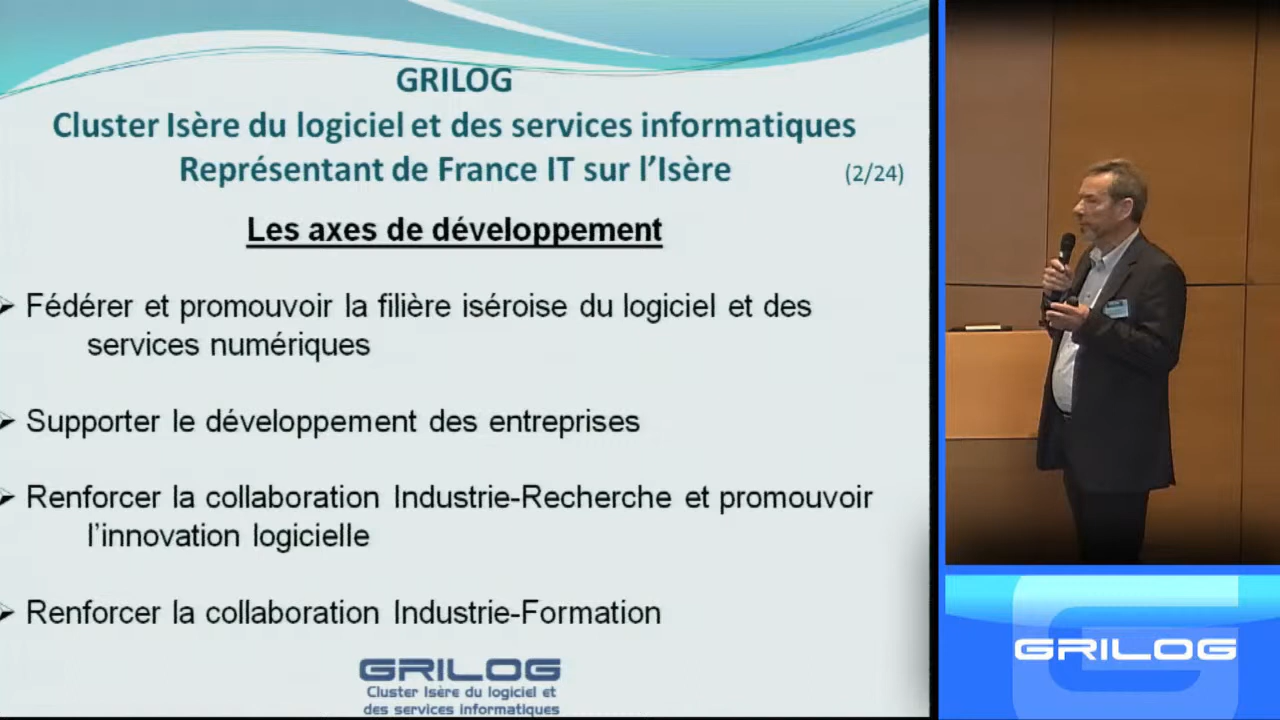 GRILOG
Cluster Isère du logiciel et des services informatiques
Représentant de France IT sur l'Isère
(2/24)
Les axes de développement
➢ Fédérer et promouvoir la filière iséroise du logiciel et des
services numériques
➢ Supporter le développement des entreprises
➢ Renforcer la collaboration Industrie-Recherche et promouvoir
l'innovation logicielle
➢ Renforcer la collaboration Industrie-Formation
GRILOG
Cluster Isère du logiciel et
des services informatiques
GRILOG